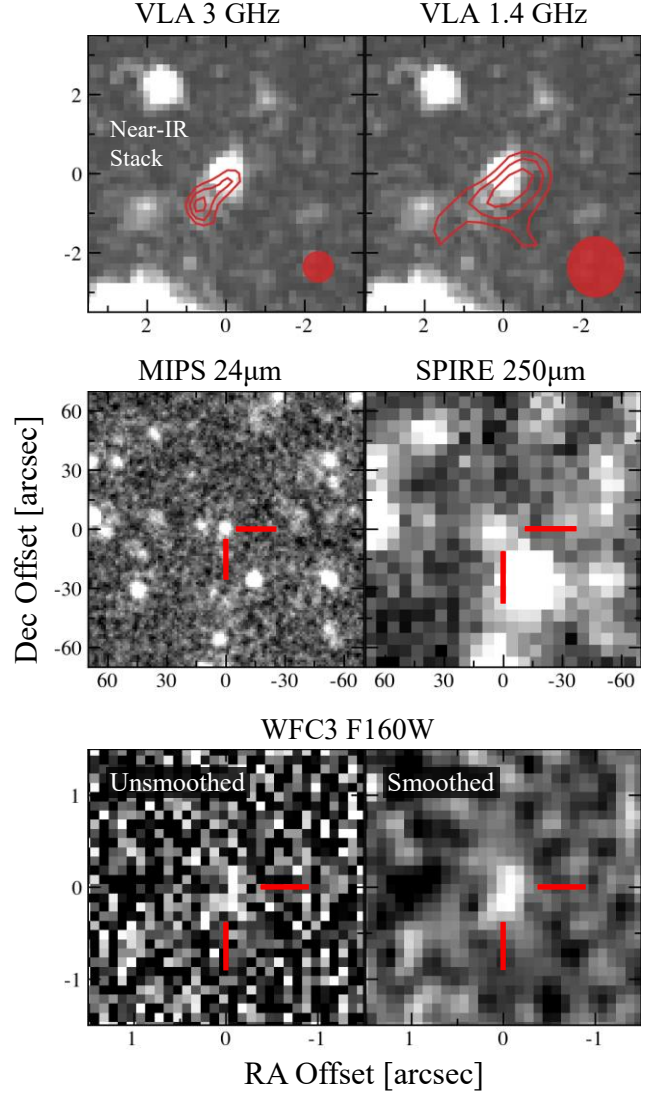 VLA 3 GHz VLA 1.4 GHz
Near-IR
Stack
2
0
-2
2 0 2 0 -2
MIPS 24μm SPIRE 250μm
60
30
0
-30
-60
60 30 0 -30 -60 30 0 -30 -60
Dec Offset [arcsec]
WFC3 F160W
Unsmoothed Smoothed
1
0
-1
1 0 -1 1 0 -1
RA Offset [arcsec]